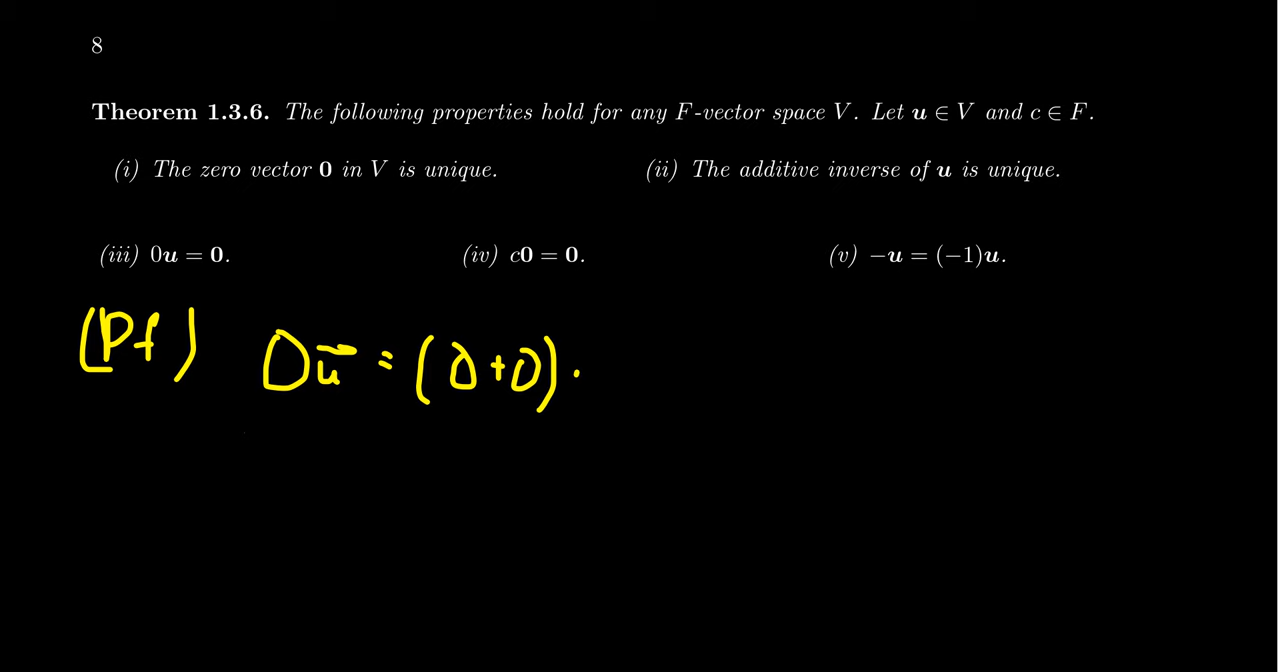 8
Theorem 1.3.6. The following properties hold for any F-vector space V. Let u ∈ V and c ∈ F.
(i) The zero vector 0 in V is unique. (ii) The additive inverse of u is unique.
(iii) 0u = 0. (iv) c0 = 0. (v) −u = (−1)u.
(Pf) 0u⃗ = (0+0).